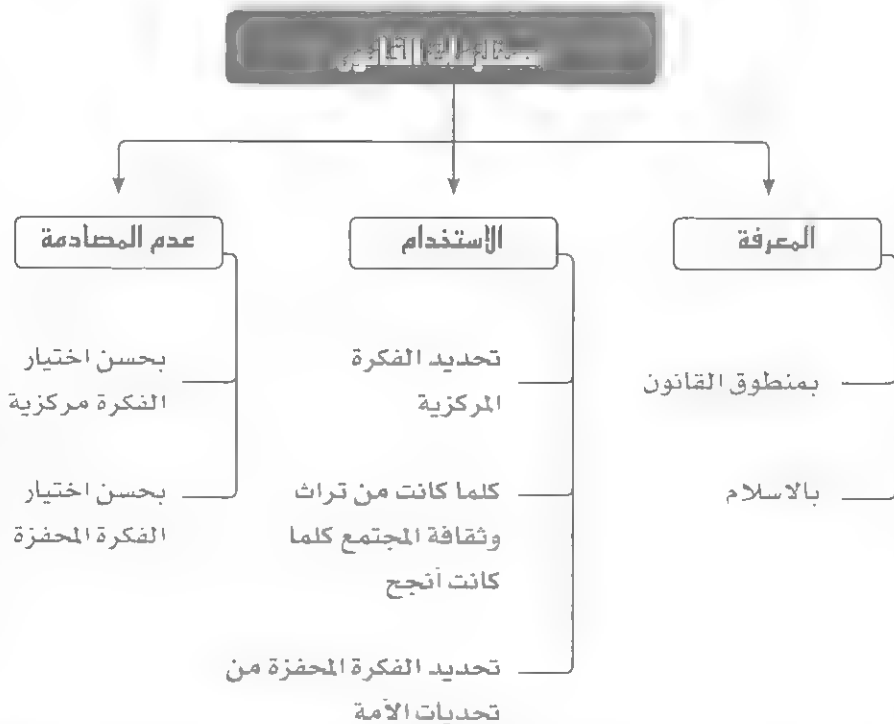 المعرفة
بمنطوق القانون
بالاسلام
الاستخدام
تحديد الفكرة
المركزية
كلما كانت من تراث
وثقافة المجتمع كلما
كانت أنجح
تحديد الفكرة المحفزة من
تحديات الأمة
عدم المصادمة
بحسن اختيار
الفكرة مركزية
بحسن اختيار
الفكرة المحفزة